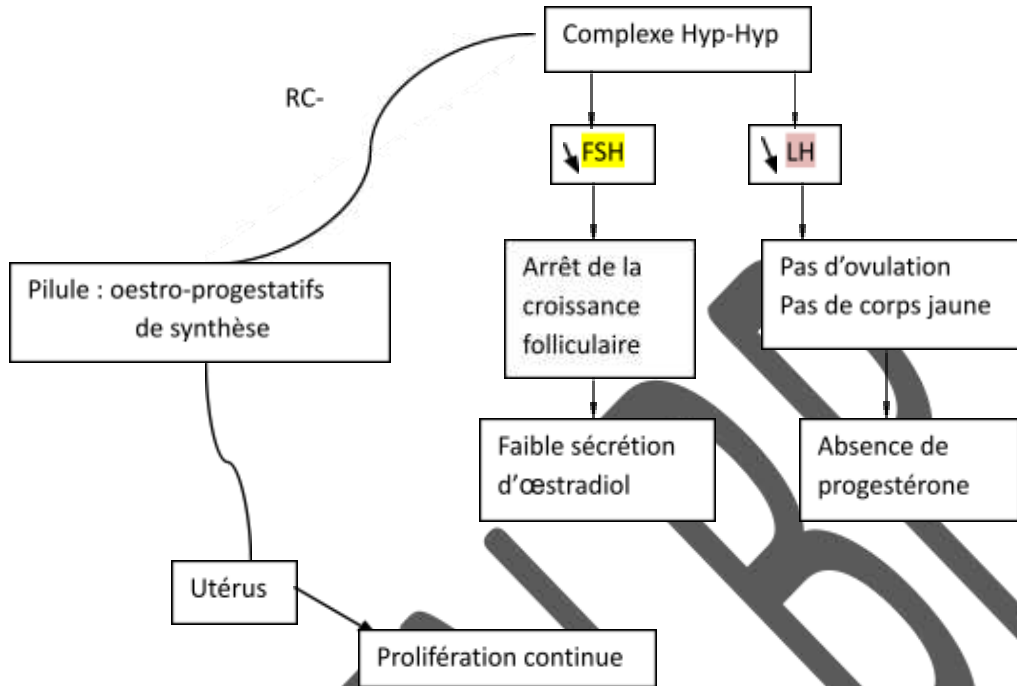 Complexe Hyp-Hyp
RC-
FSH
LH
Pilule : oestro-progestatifs
de synthèse
Arrêt de la
croissance
folliculaire
Pas d’ovulation
Pas de corps jaune
Faible sécrétion
d’œstradiol
Absence de
progestérone
Utérus
Prolifération continue